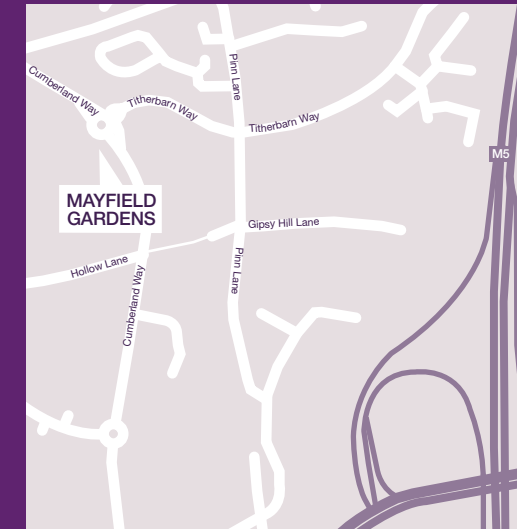 Pinn Lane
Cumberland Way
Titherbarn Way
Titherbarn Way
M5
MAYFIELD
GARDENS
Gipsy Hill Lane
Hollow Lane
Pinn Lane
Cumberland Way